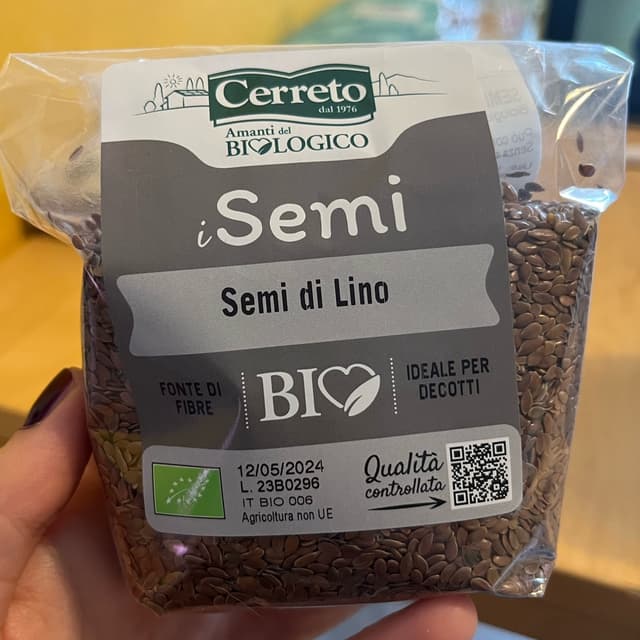 Cerreto
dal 1976
Amanti del
BIOLOGICO
i Semi
Semi di Lino
FONTE DI
FIBRE
BIO
IDEALE PER
DECOTTI
12/05/2024
L. 23B0296
IT BIO 006
Agricoltura non UE
Qualità
controllata